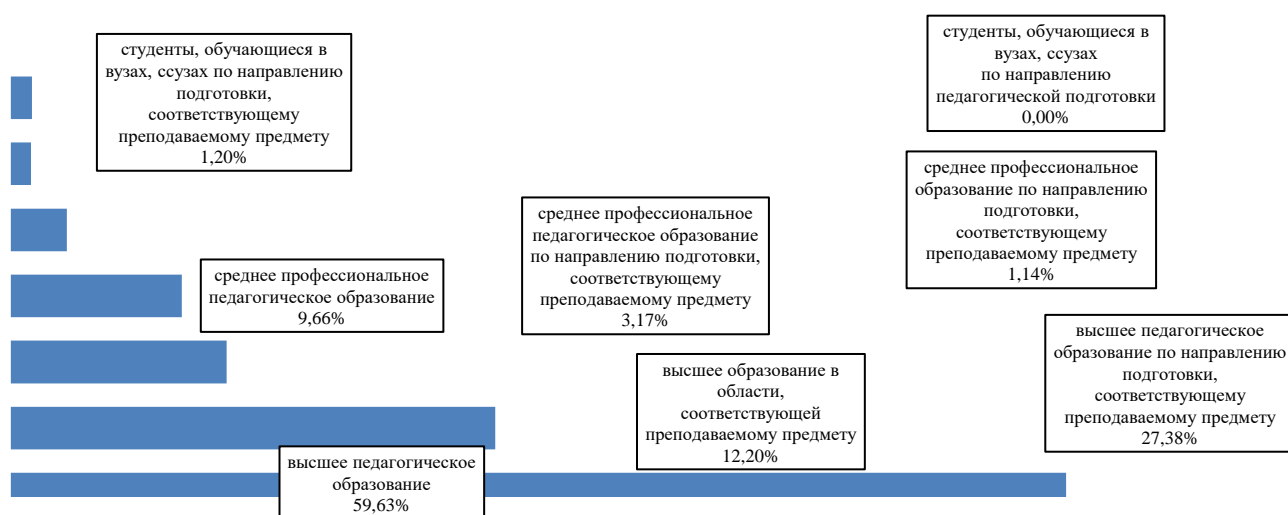 студенты, обучающиеся в
вузах, ссузах по направлению
подготовки,
соответствующему
преподаваемому предмету
1,20%
студенты, обучающиеся в
вузах, ссузах
по направлению
педагогической подготовки
0,00%
среднее профессиональное
образование по направлению
подготовки,
соответствующему
преподаваемому предмету
1,14%
среднее профессиональное
педагогическое образование
по направлению подготовки,
соответствующему
преподаваемому предмету
3,17%
среднее профессиональное
педагогическое образование
9,66%
высшее педагогическое
образование по направлению
подготовки,
соответствующему
преподаваемому предмету
27,38%
высшее образование в
области,
соответствующей
преподаваемому предмету
12,20%
высшее педагогическое
образование
59,63%